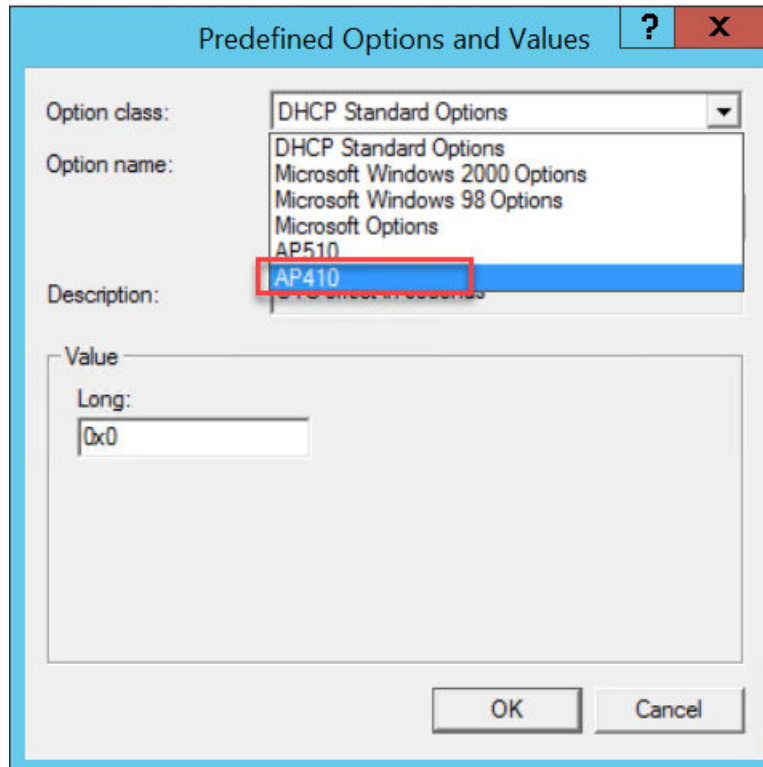 Predefined Options and Values
? X
Option class:
DHCP Standard Options
DHCP Standard Options
Option name:
Microsoft Windows 2000 Options
Microsoft Windows 98 Options
Microsoft Options
AP510
AP410
Description:
Value
Long:
0x0
OK
Cancel